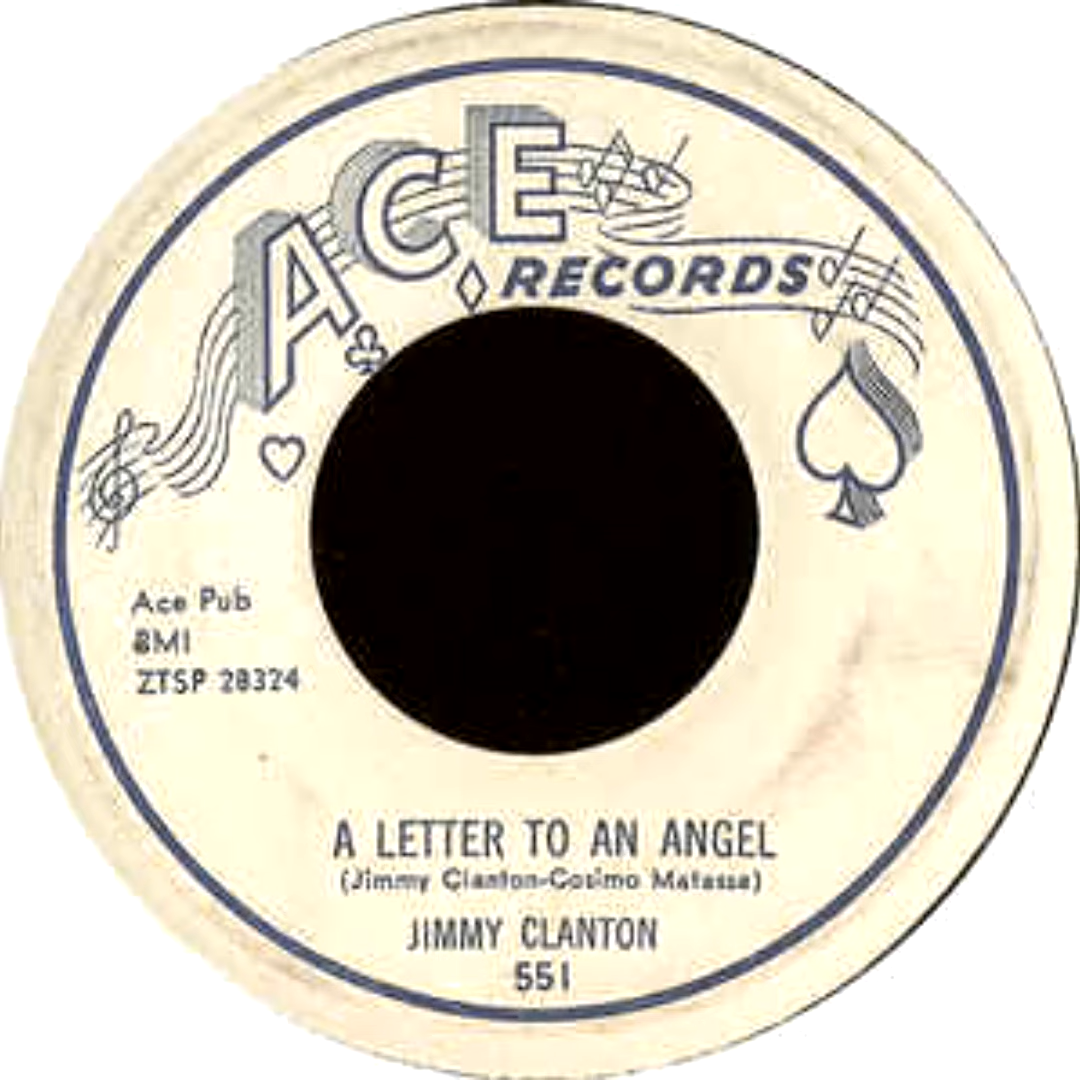 ACE
RECORDS
Ace Pub
BMI
ZTSP 28324
A LETTER TO AN ANGEL
(Jimmy Clanton-Cosimo Matassa)
JIMMY CLANTON
551